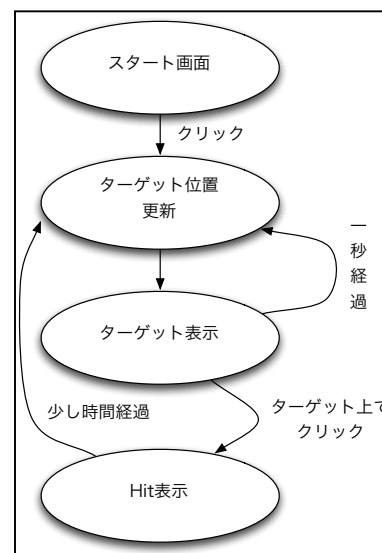 スタート画面
クリック
ターゲット位置
更新
一秒経過
ターゲット表示
少し時間経過
ターゲット上で
クリック
Hit表示